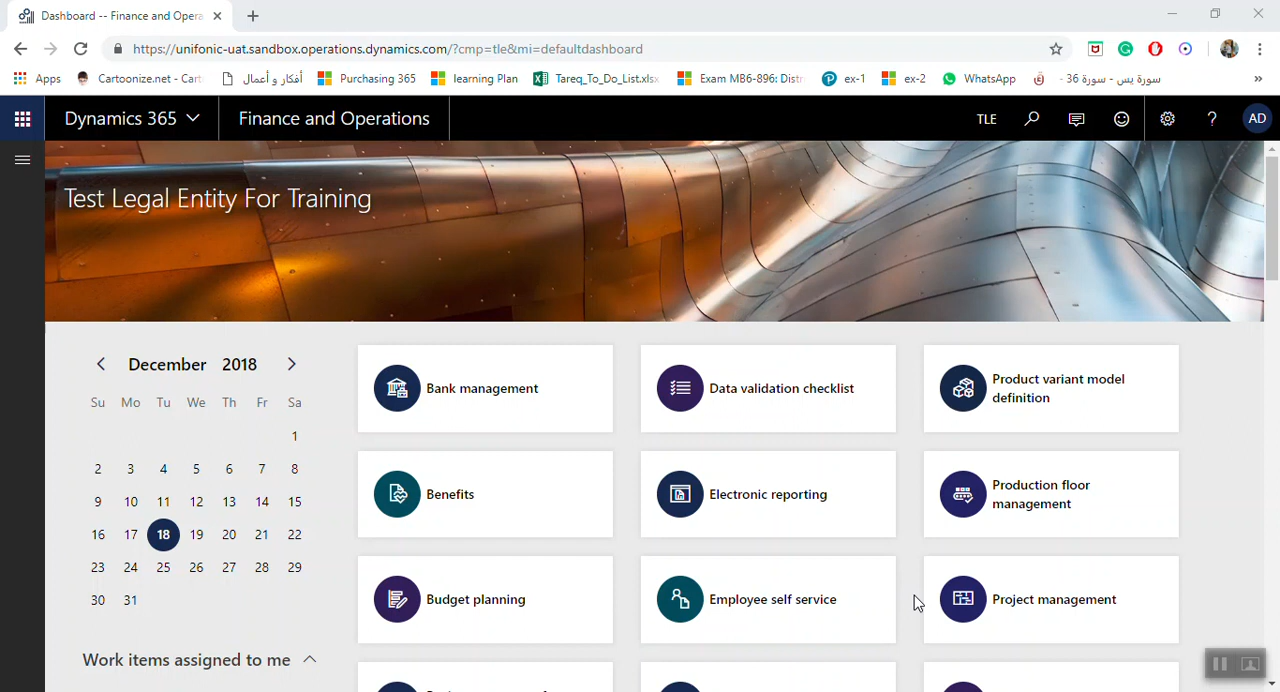 Dashboard -- Finance and Opera
https://unifonic-uat.sandbox.operations.dynamics.com/?cmp=tle&mi=defaultdashboard
Apps
Cartoonize.net - Cart
أفكار و أعمال
Purchasing 365
learning Plan
Tareq_To_Do_List.xlsx
Exam MB6-896: Distr
ex-1
ex-2
WhatsApp
سورة يس - سورة 36 -
»
Dynamics 365
Finance and Operations
TLE
?
AD
Test Legal Entity For Training
December 2018
Su Mo Tu We Th Fr Sa
1
2 3 4 5 6 7 8
9 10 11 12 13 14 15
16 17 18 19 20 21 22
23 24 25 26 27 28 29
30 31
Work items assigned to me
Bank management
Data validation checklist
Product variant model
definition
Benefits
Electronic reporting
Production floor
management
Budget planning
Employee self service
Project management